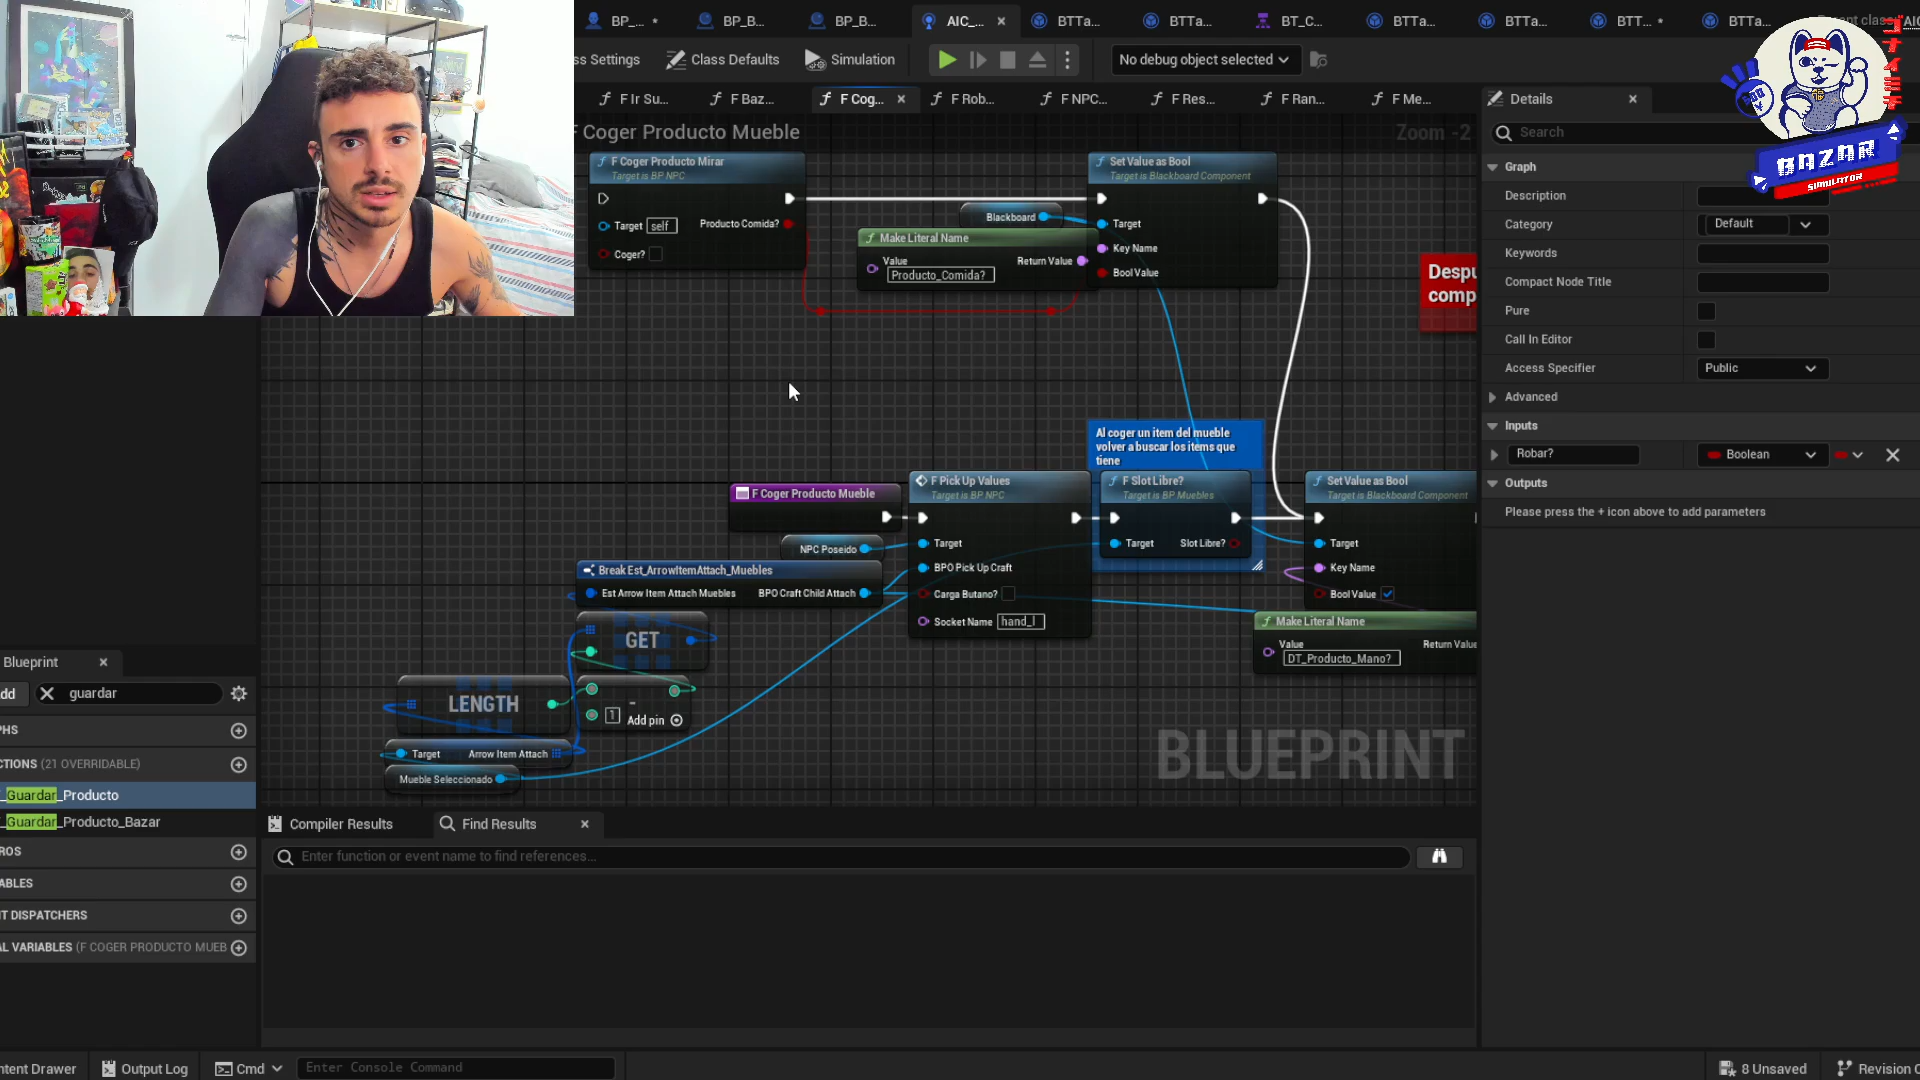 BP_... •
BP_B...
BP_B...
AIC_...
BTTa...
BTTa...
BT_C...
BTTa...
BTTa...
BTT... •
BTTa...
ss Settings
Class Defaults
Simulation
No debug object selected
F Ir Su...
F Baz...
F Cog...
F Rob...
F NPC...
F Res...
F Ran...
F Me...
Details
BAZAR
SIMULATOR
F Coger Producto Mueble
Zoom -2
Search
F Coger Producto Mirar
Target is BP NPC
Target
self
Producto Comida?
Coger?
Blackboard
Make Literal Name
Value
Producto_Comida?
Return Value
Set Value as Bool
Target is Blackboard Component
Target
Key Name
Bool Value
Despu
comp
Graph
Description
Category
Default
Keywords
Compact Node Title
Pure
Call In Editor
Access Specifier
Public
Advanced
Inputs
Robar?
Boolean
Outputs
Please press the + icon above to add parameters
Al coger un item del mueble
volver a buscar los items que
tiene
F Coger Producto Mueble
F Pick Up Values
Target is BP NPC
F Slot Libre?
Target is BP Muebles
Set Value as Bool
Target is Blackboard Component
NPC Poseido
Target
Target
Slot Libre?
Target
Break Est_ArrowItemAttach_Muebles
BPO Pick Up Craft
Key Name
Est Arrow Item Attach Muebles
BPO Craft Child Attach
Carga Butano?
Bool Value
Socket Name
hand_l
Make Literal Name
GET
Value
DT_Producto_Mano?
Return Value
LENGTH
1
Add pin
Target
Arrow Item Attach
Mueble Seleccionado
BLUEPRINT
Blueprint
dd
guardar
PHS
CTIONS (21 OVERRIDABLE)
_Guardar_Producto
_Guardar_Producto_Bazar
ROS
ABLES
NT DISPATCHERS
AL VARIABLES (F COGER PRODUCTO MUEB
Compiler Results
Find Results
Enter function or event name to find references...
ntent Drawer
Output Log
Cmd
Enter Console Command
8 Unsaved
Revision C